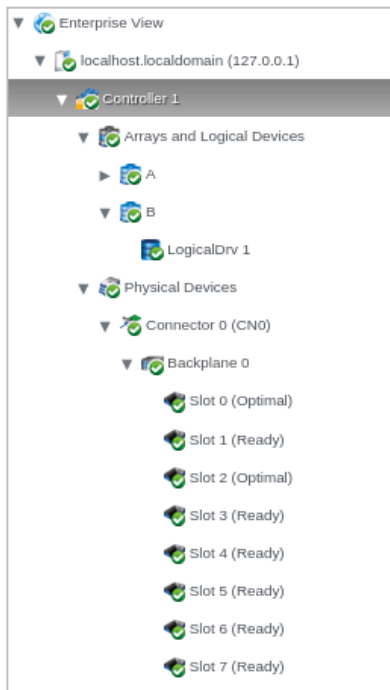 Enterprise View
localhost.localdomain (127.0.0.1)
Controller 1
Arrays and Logical Devices
A
B
LogicalDrv 1
Physical Devices
Connector 0 (CN0)
Backplane 0
Slot 0 (Optimal)
Slot 1 (Ready)
Slot 2 (Optimal)
Slot 3 (Ready)
Slot 4 (Ready)
Slot 5 (Ready)
Slot 6 (Ready)
Slot 7 (Ready)